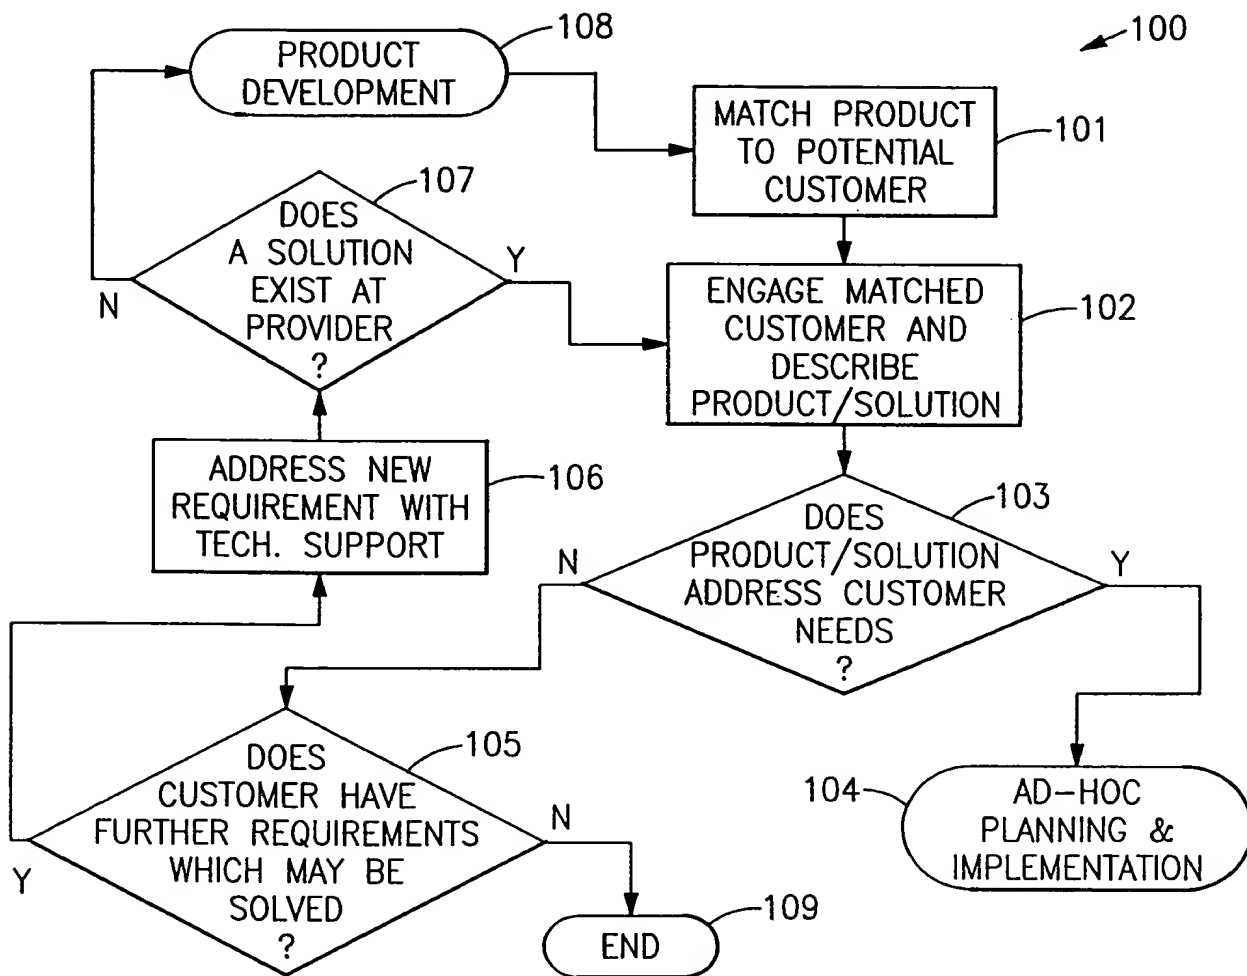 100
PRODUCT
DEVELOPMENT
108
MATCH PRODUCT
TO POTENTIAL
CUSTOMER
101
DOES
A SOLUTION
EXIST AT
PROVIDER
?
107
N
Y
ENGAGE MATCHED
CUSTOMER AND
DESCRIBE
PRODUCT/SOLUTION
102
ADDRESS NEW
REQUIREMENT WITH
TECH. SUPPORT
106
DOES
PRODUCT/SOLUTION
ADDRESS CUSTOMER
NEEDS
?
103
N
Y
DOES
CUSTOMER HAVE
FURTHER REQUIREMENTS
WHICH MAY BE
SOLVED
?
105
Y
N
104
AD-HOC
PLANNING &
IMPLEMENTATION
END
109